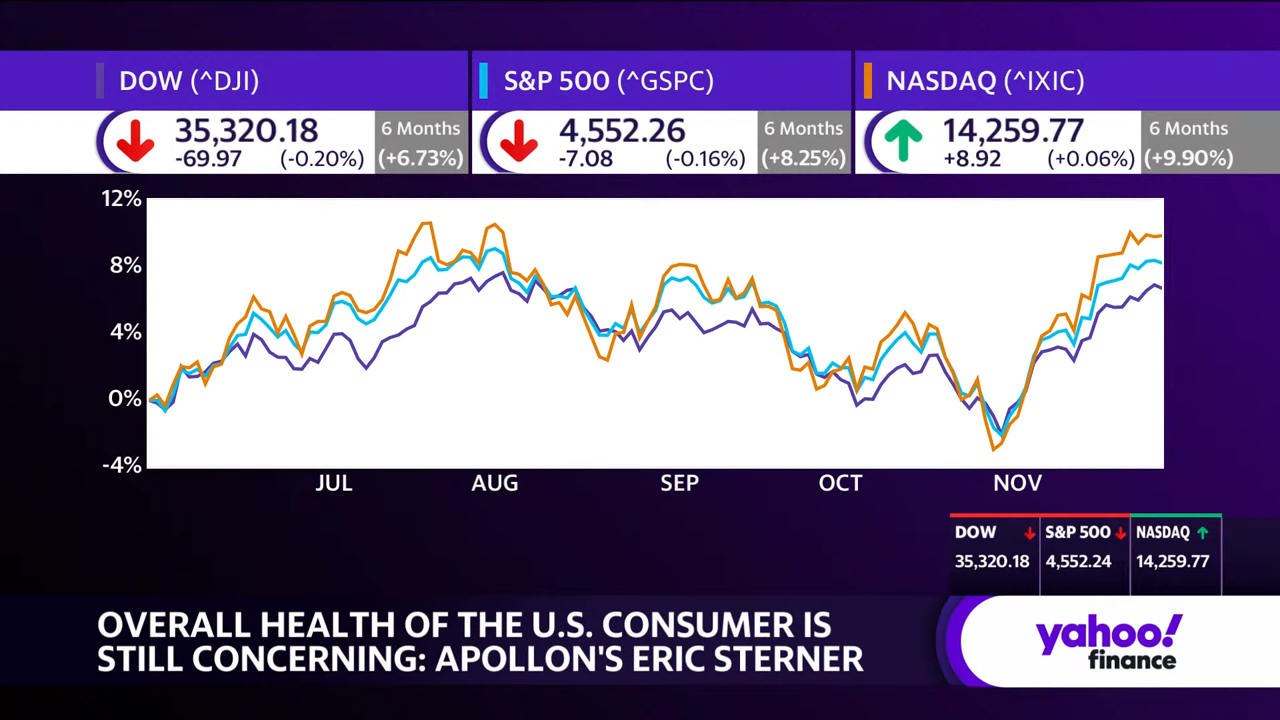 DOW (^DJI)
35,320.18
-69.97 (-0.20%)
6 Months
(+6.73%)
S&P 500 (^GSPC)
4,552.26
-7.08 (-0.16%)
6 Months
(+8.25%)
NASDAQ (^IXIC)
14,259.77
+8.92 (+0.06%)
6 Months
(+9.90%)
12%
8%
4%
0%
-4%
JUL AUG SEP OCT NOV
DOW
35,320.18
S&P 500
4,552.24
NASDAQ
14,259.77
OVERALL HEALTH OF THE U.S. CONSUMER IS
STILL CONCERNING: APOLLON'S ERIC STERNER
yahoo!
finance